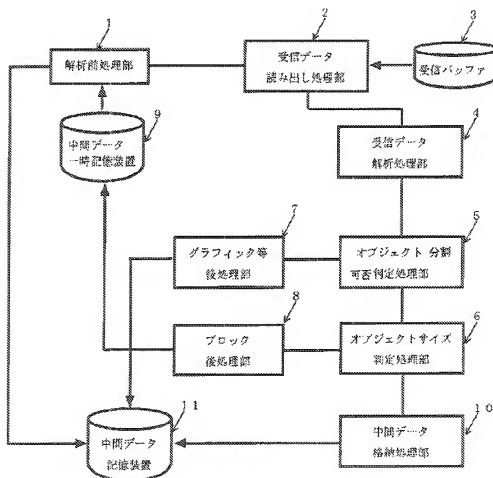 1
解析前処理部
2
受信データ
読み出し処理部
3
受信バッファ
9
中間データ
一時記憶装置
4
受信データ
解析処理部
7
グラフィック等
後処理部
5
オブジェクト 分割
可否判定処理部
8
ブロック
後処理部
6
オブジェクトサイズ
判定処理部
11
中間データ
記憶装置
10
中間データ
格納処理部